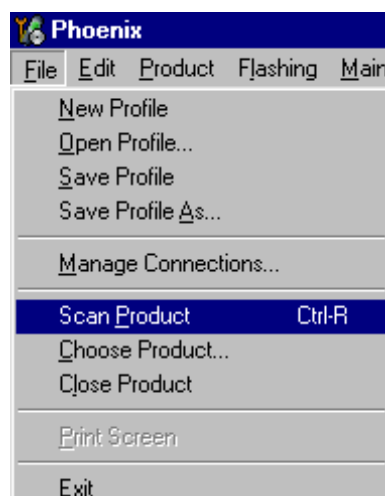 Phoenix
File Edit Product Flashing
New Profile
Open Profile...
Save Profile
Save Profile As...
Manage Connections...
Scan Product Ctrl-R
Choose Product...
Close Product
Print Screen
Exit